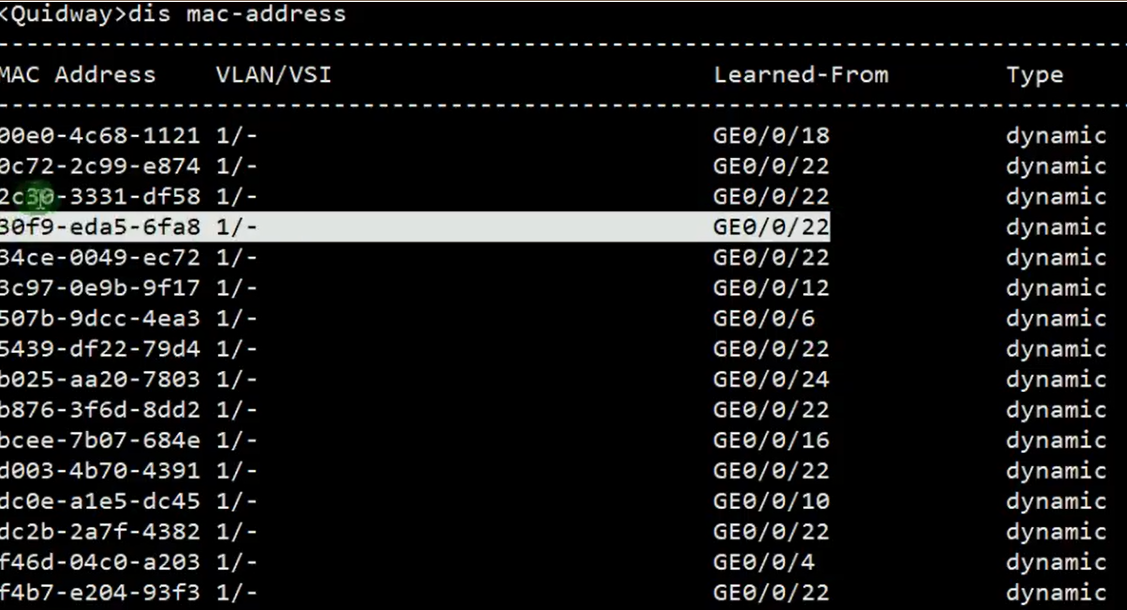 <Quidway>dis mac-address
-------------------------------------------------------------------------------
MAC Address VLAN/VSI Learned-From Type
-------------------------------------------------------------------------------
00e0-4c68-1121 1/- GE0/0/18 dynamic
0c72-2c99-e874 1/- GE0/0/22 dynamic
2c30-3331-df58 1/- GE0/0/22 dynamic
30f9-eda5-6fa8 1/- GE0/0/22 dynamic
34ce-0049-ec72 1/- GE0/0/22 dynamic
3c97-0e9b-9f17 1/- GE0/0/12 dynamic
507b-9dcc-4ea3 1/- GE0/0/6 dynamic
5439-df22-79d4 1/- GE0/0/22 dynamic
b025-aa20-7803 1/- GE0/0/24 dynamic
b876-3f6d-8dd2 1/- GE0/0/22 dynamic
bcee-7b07-684e 1/- GE0/0/16 dynamic
d003-4b70-4391 1/- GE0/0/22 dynamic
dc0e-a1e5-dc45 1/- GE0/0/10 dynamic
dc2b-2a7f-4382 1/- GE0/0/22 dynamic
f46d-04c0-a203 1/- GE0/0/4 dynamic
f4b7-e204-93f3 1/- GE0/0/22 dynamic